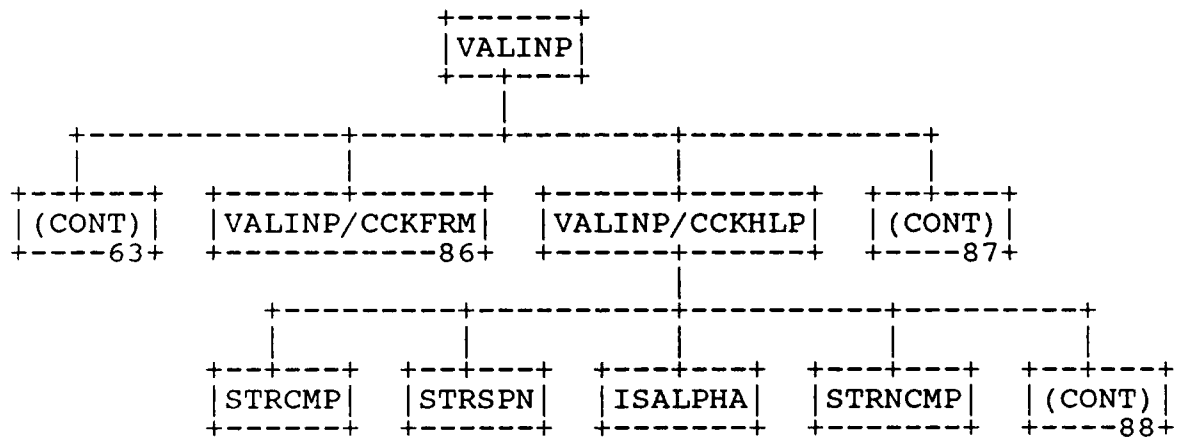 VALINP
(CONT) VALINP/CCKFRM VALINP/CCKHLP (CONT)
63 86 87
STRCMP STRSPN ISALPHA STRNCMP (CONT)
88